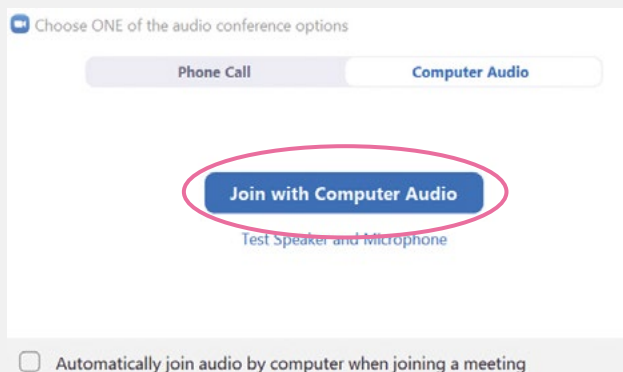 Choose ONE of the audio conference options
Phone Call
Computer Audio
Join with Computer Audio
Test Speaker and Microphone
Automatically join audio by computer when joining a meeting